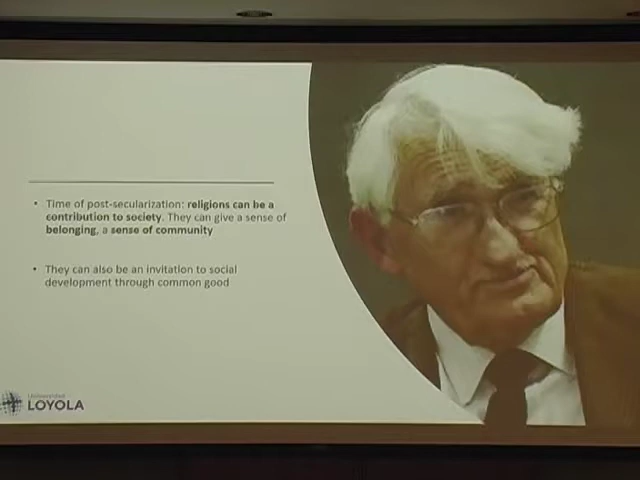 • Time of post-secularization: religions can be a
contribution to society. They can give a sense of
belonging, a sense of community
• They can also be an invitation to social
development through common good
Universidad
LOYOLA